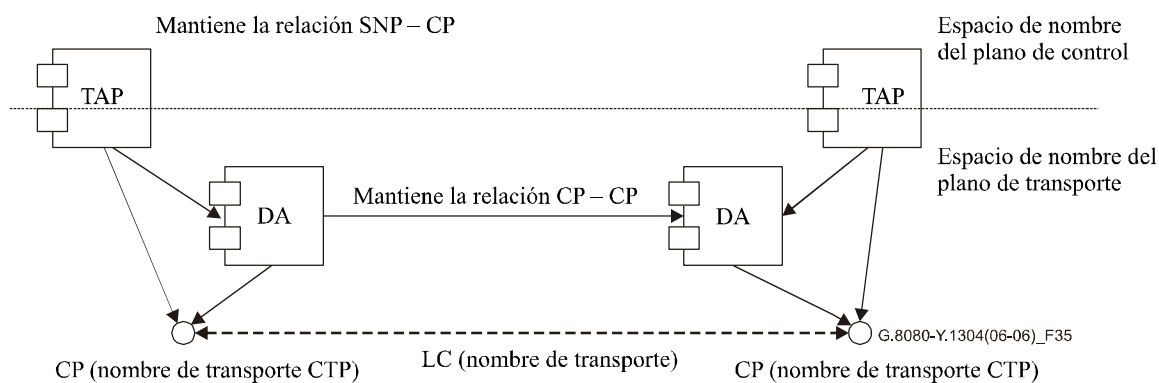 Mantiene la relación SNP – CP
Espacio de nombre
del plano de control
TAP
TAP
Espacio de nombre del
plano de transporte
Mantiene la relación CP – CP
DA
DA
G.8080-Y.1304(06-06)_F35
LC (nombre de transporte)
CP (nombre de transporte CTP)
CP (nombre de transporte CTP)